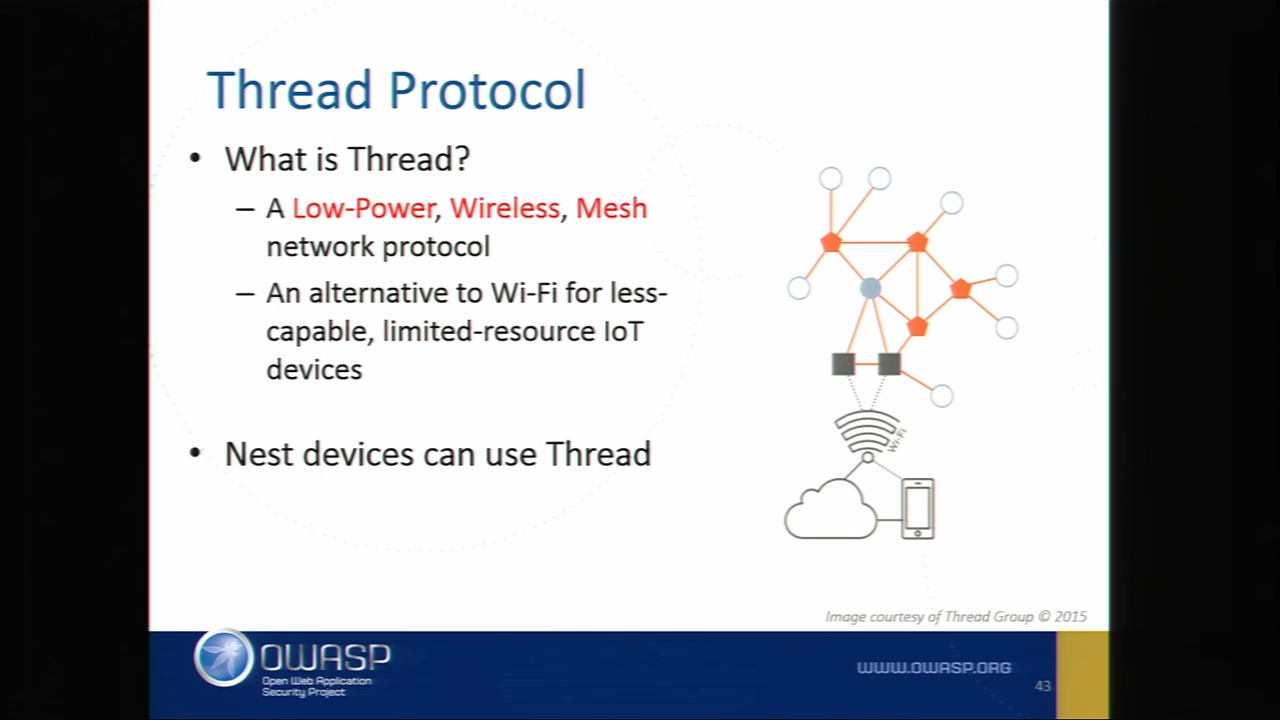 Thread Protocol
• What is Thread?
– A Low-Power, Wireless, Mesh
network protocol
– An alternative to Wi-Fi for less-
capable, limited-resource IoT
devices
• Nest devices can use Thread
Wi-Fi
Image courtesy of Thread Group © 2015
OWASP
Open Web Application
Security Project
WWW.OWASP.ORG
43